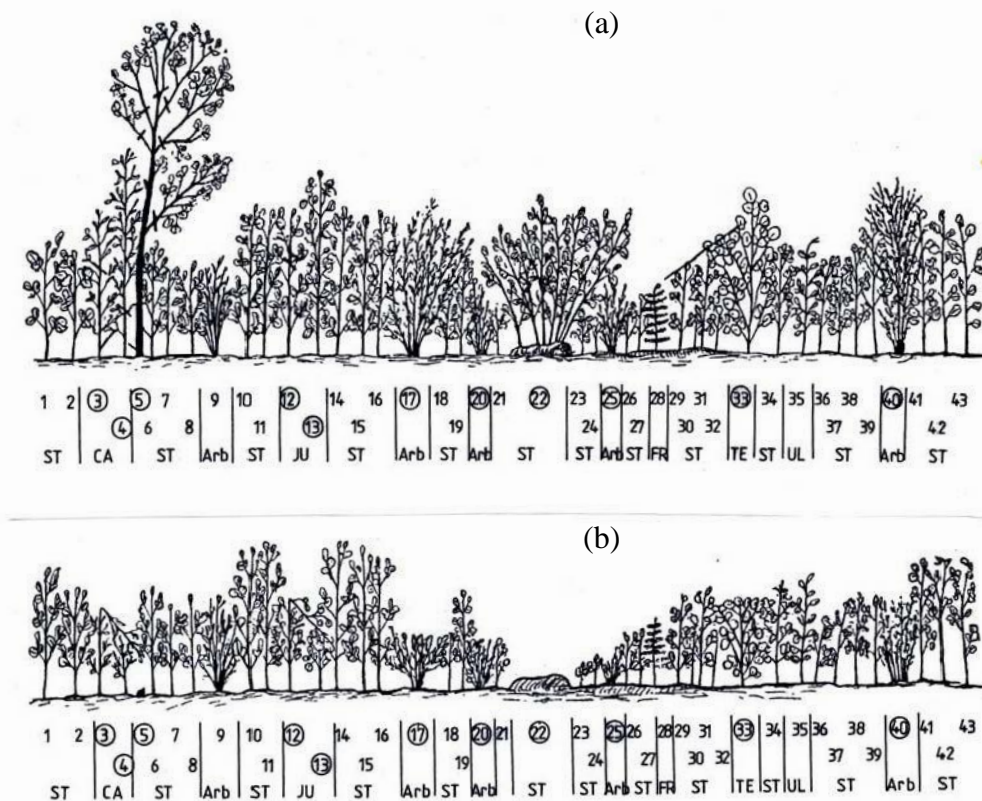 (a)
1 2 3 5 7 9 10 12 14 16 17 18 20 21 22 23 25 26 28 29 31 33 34 35 36 38 40 41 43
4 6 8 11 13 15 19 24 27 30 32 37 39 42
ST CA ST Arb ST JU ST Arb ST Arb ST ST Arb ST FR ST TE ST UL ST Arb ST
(b)
1 2 3 5 7 9 10 12 14 16 17 18 20 21 22 23 25 26 28 29 31 33 34 35 36 38 40 41 43
4 6 8 11 13 15 19 24 27 30 32 37 39 42
ST CA ST Arb ST JU ST Arb ST Arb ST ST Arb ST FR ST TE ST UL ST Arb ST